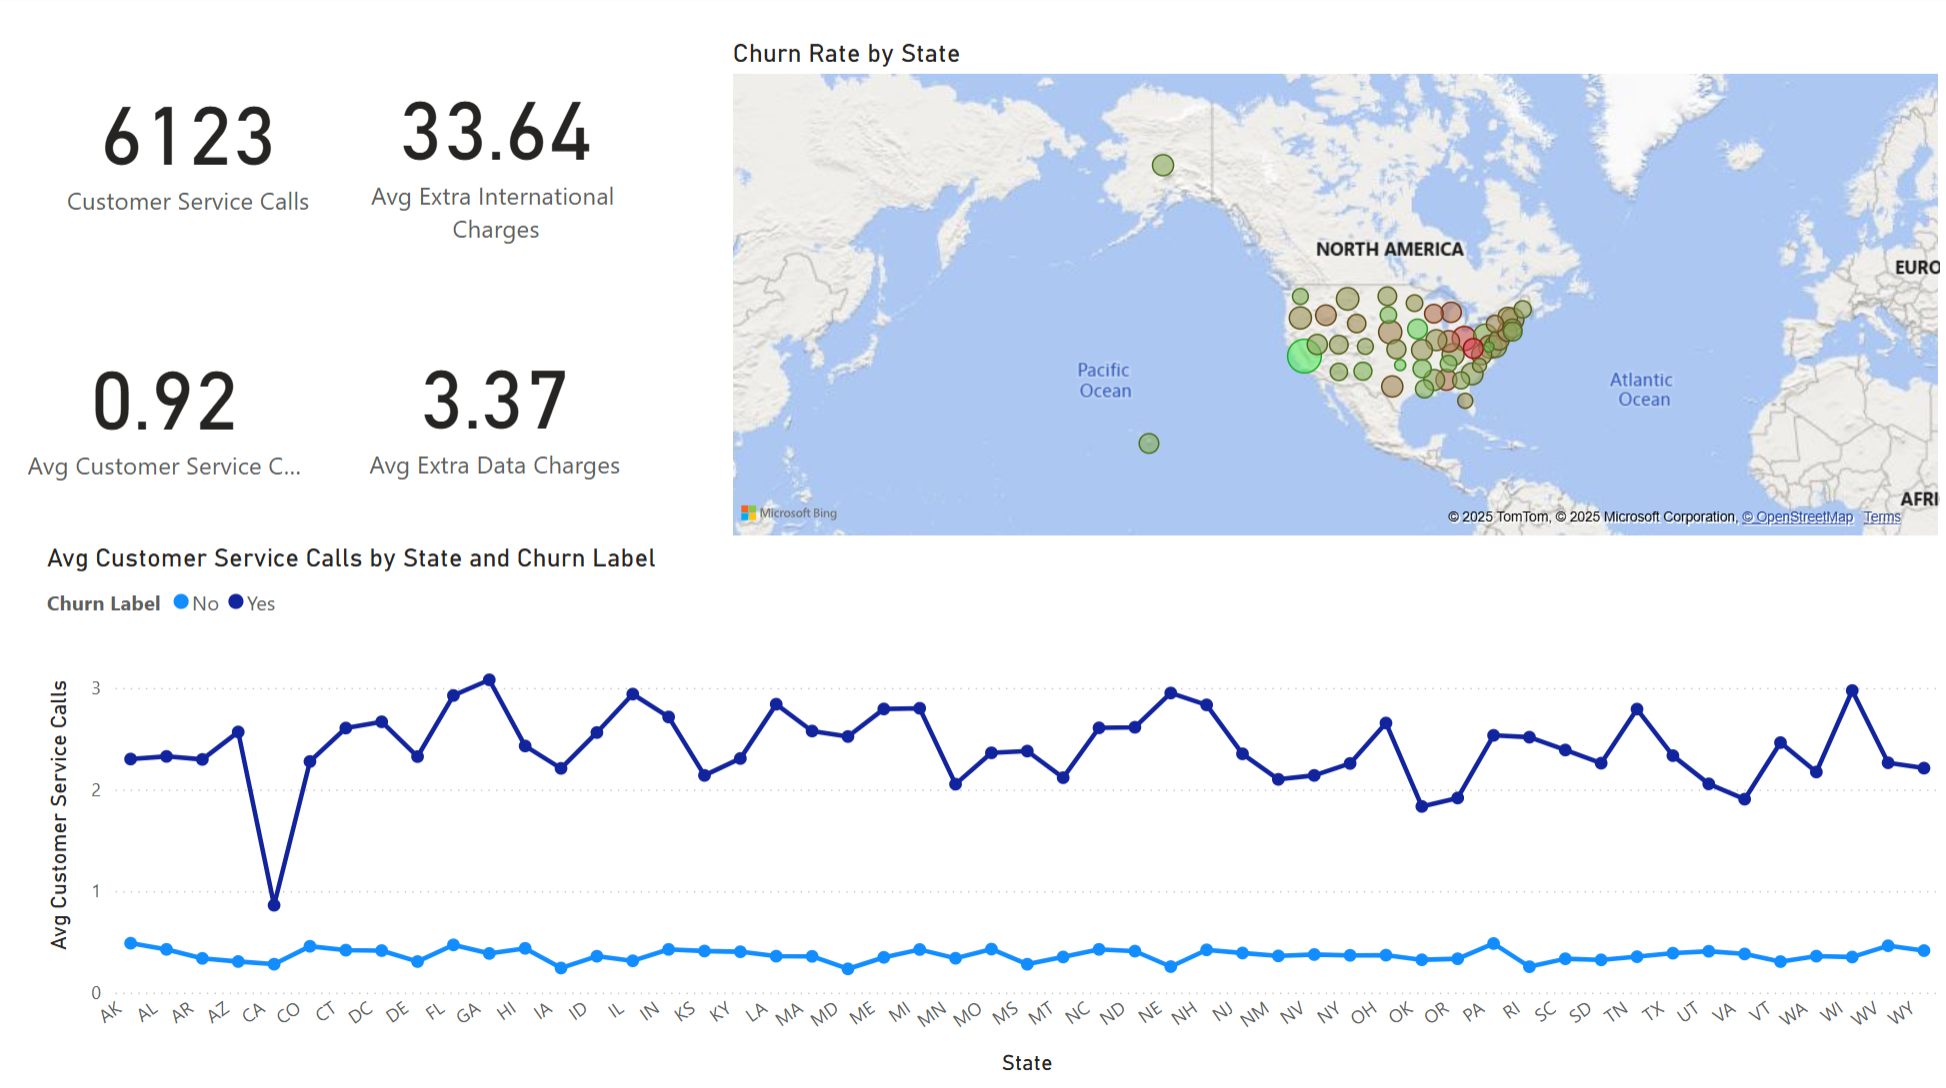 6123
Customer Service Calls
33.64
Avg Extra International
Charges
0.92
Avg Customer Service C...
3.37
Avg Extra Data Charges
Churn Rate by State
NORTH AMERICA
EURO
Pacific
Ocean
Atlantic
Ocean
AFRI
Microsoft Bing
© 2025 TomTom, © 2025 Microsoft Corporation, © OpenStreetMap Terms
Avg Customer Service Calls by State and Churn Label
Churn Label No Yes
Avg Customer Service Calls
3
2
1
0
AK AL AR AZ CA CO CT DC DE FL GA HI IA ID IL IN KS KY LA MA MD ME MI MN MO MS MT NC ND NE NH NJ NM NV NY OH OK OR PA RI SC SD TN TX UT VA VT WA WI WV WY
State